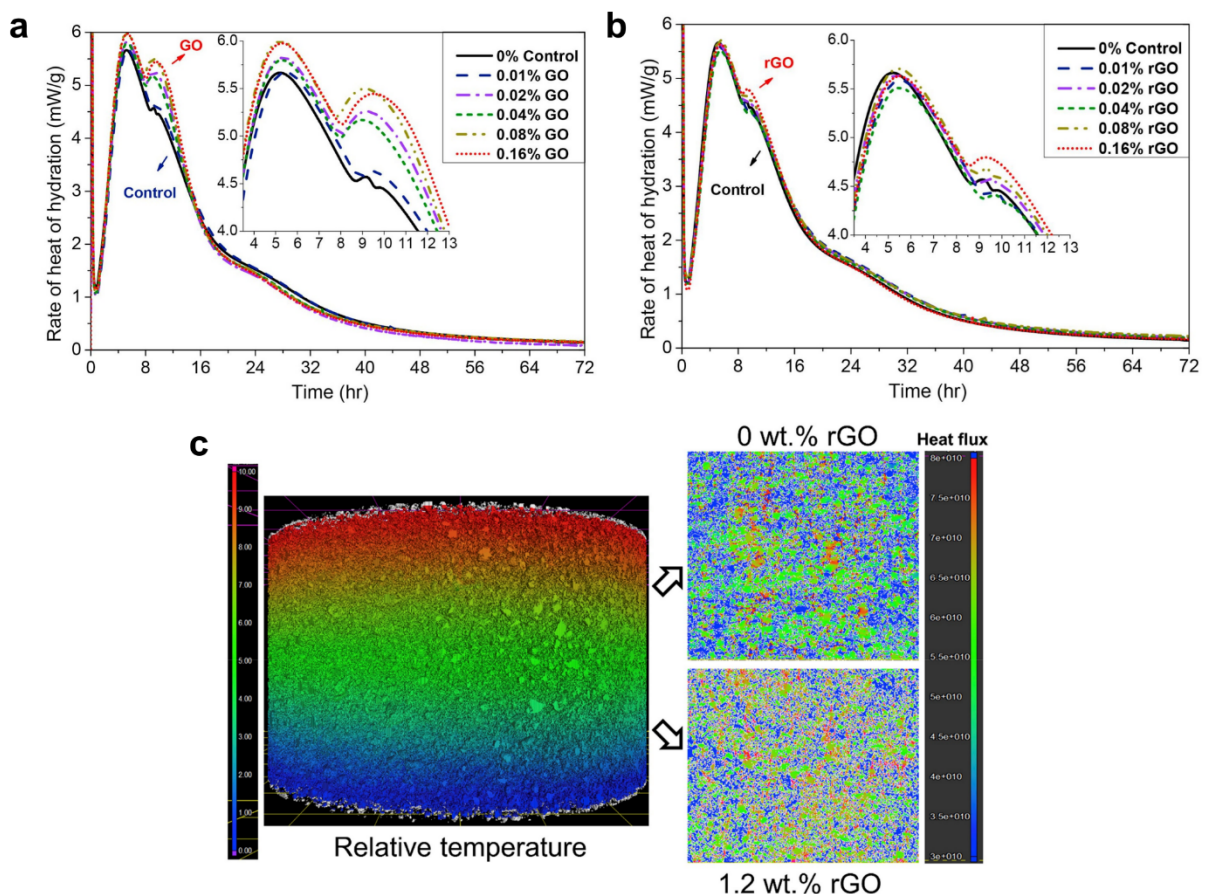 a
Rate of heat of hydration (mW/g)
6
5
4
3
2
1
0
0 8 16 24 32 40 48 56 64 72
Time (hr)
GO
Control
6.0
5.5
5.0
4.5
4.0
4 5 6 7 8 9 10 11 12 13
0% Control
0.01% GO
0.02% GO
0.04% GO
0.08% GO
0.16% GO
b
Rate of heat of hydration (mW/g)
6
5
4
3
2
1
0
0 8 16 24 32 40 48 56 64 72
Time (hr)
rGO
Control
6.0
5.5
5.0
4.5
4.0
4 5 6 7 8 9 10 11 12 13
0% Control
0.01% rGO
0.02% rGO
0.04% rGO
0.08% rGO
0.16% rGO
c
10.00
9.00
8.00
7.00
6.00
5.00
4.00
3.00
2.00
1.00
0.00
Relative temperature
0 wt.% rGO
1.2 wt.% rGO
Heat flux
8e+010
7.5e+010
7e+010
6.5e+010
6e+010
5.5e+010
5e+010
4.5e+010
4e+010
3.5e+010
3e+010